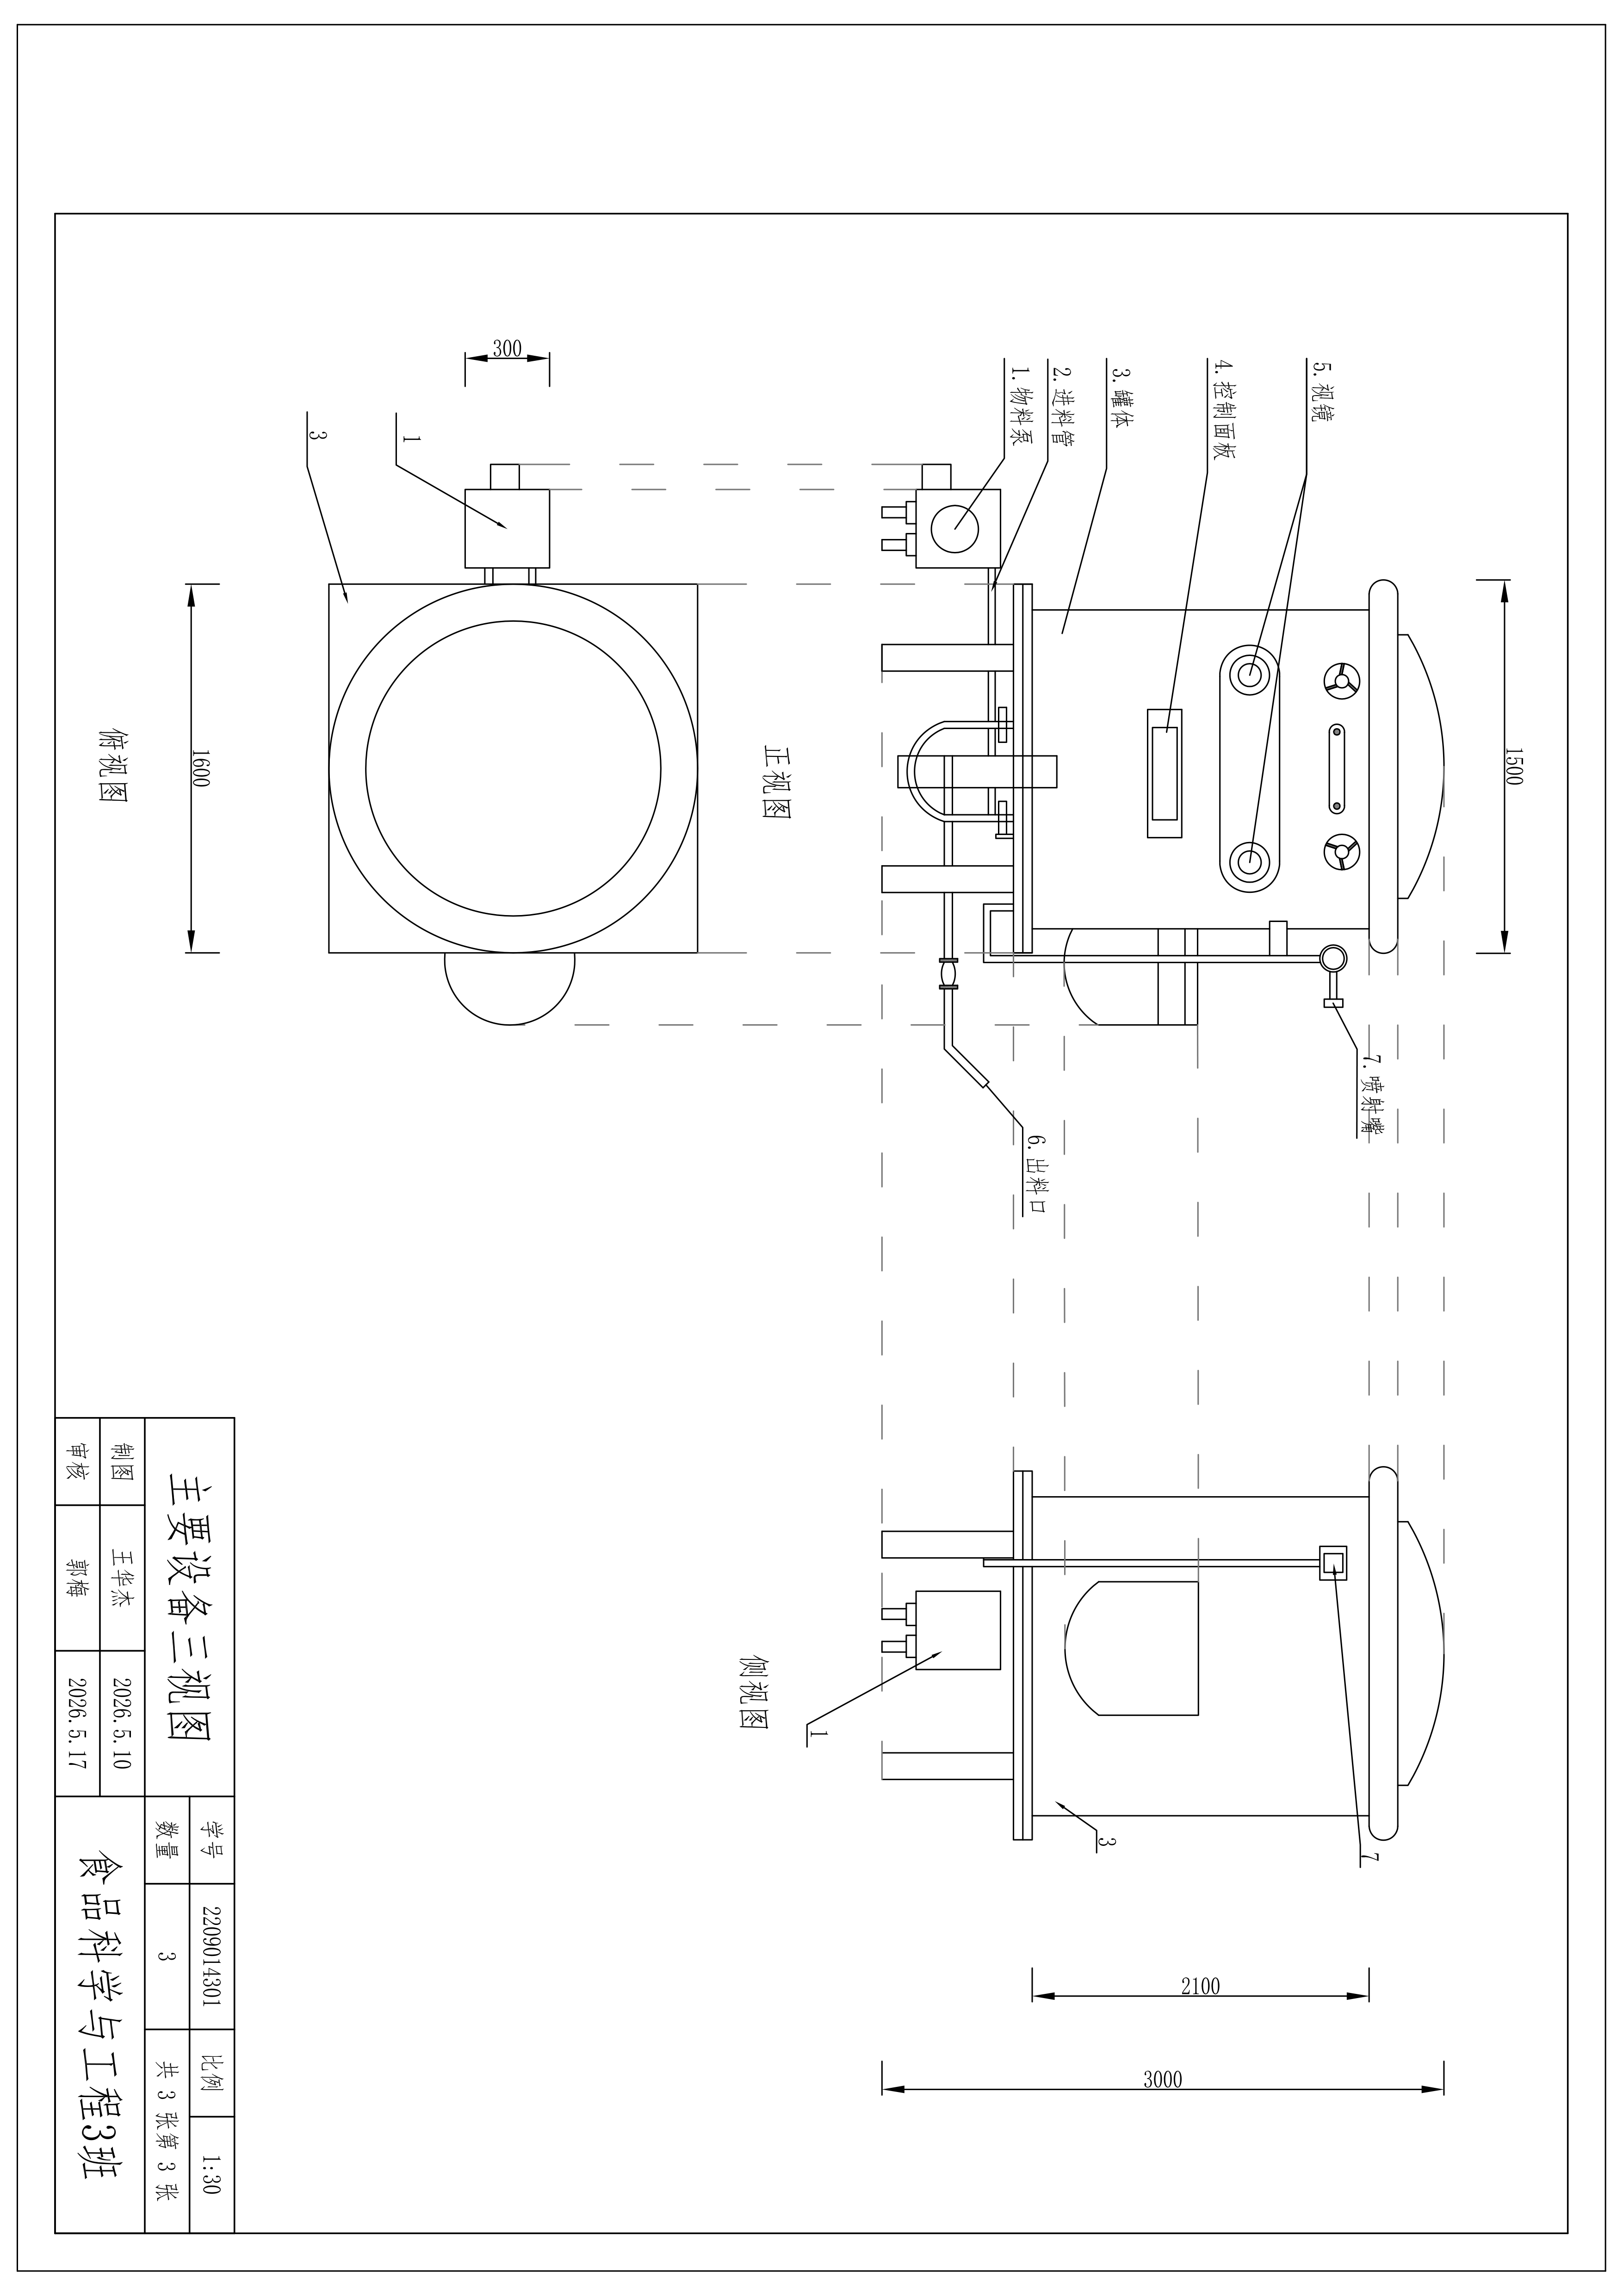 1500
5.视镜
4.控制面板
3.罐体
2.进料管
1.物料泵
7.喷射嘴
6.出料口
正视图
7
3
1
侧视图
2100
3000
300
1
3
1600
俯视图
主要设备三视图
学号
2209014301
比例
1:30
数量
3
共 3 张第 3 张
制图
王华杰
2026.5.10
审核
郭梅
2026.5.17
食品科学与工程3班